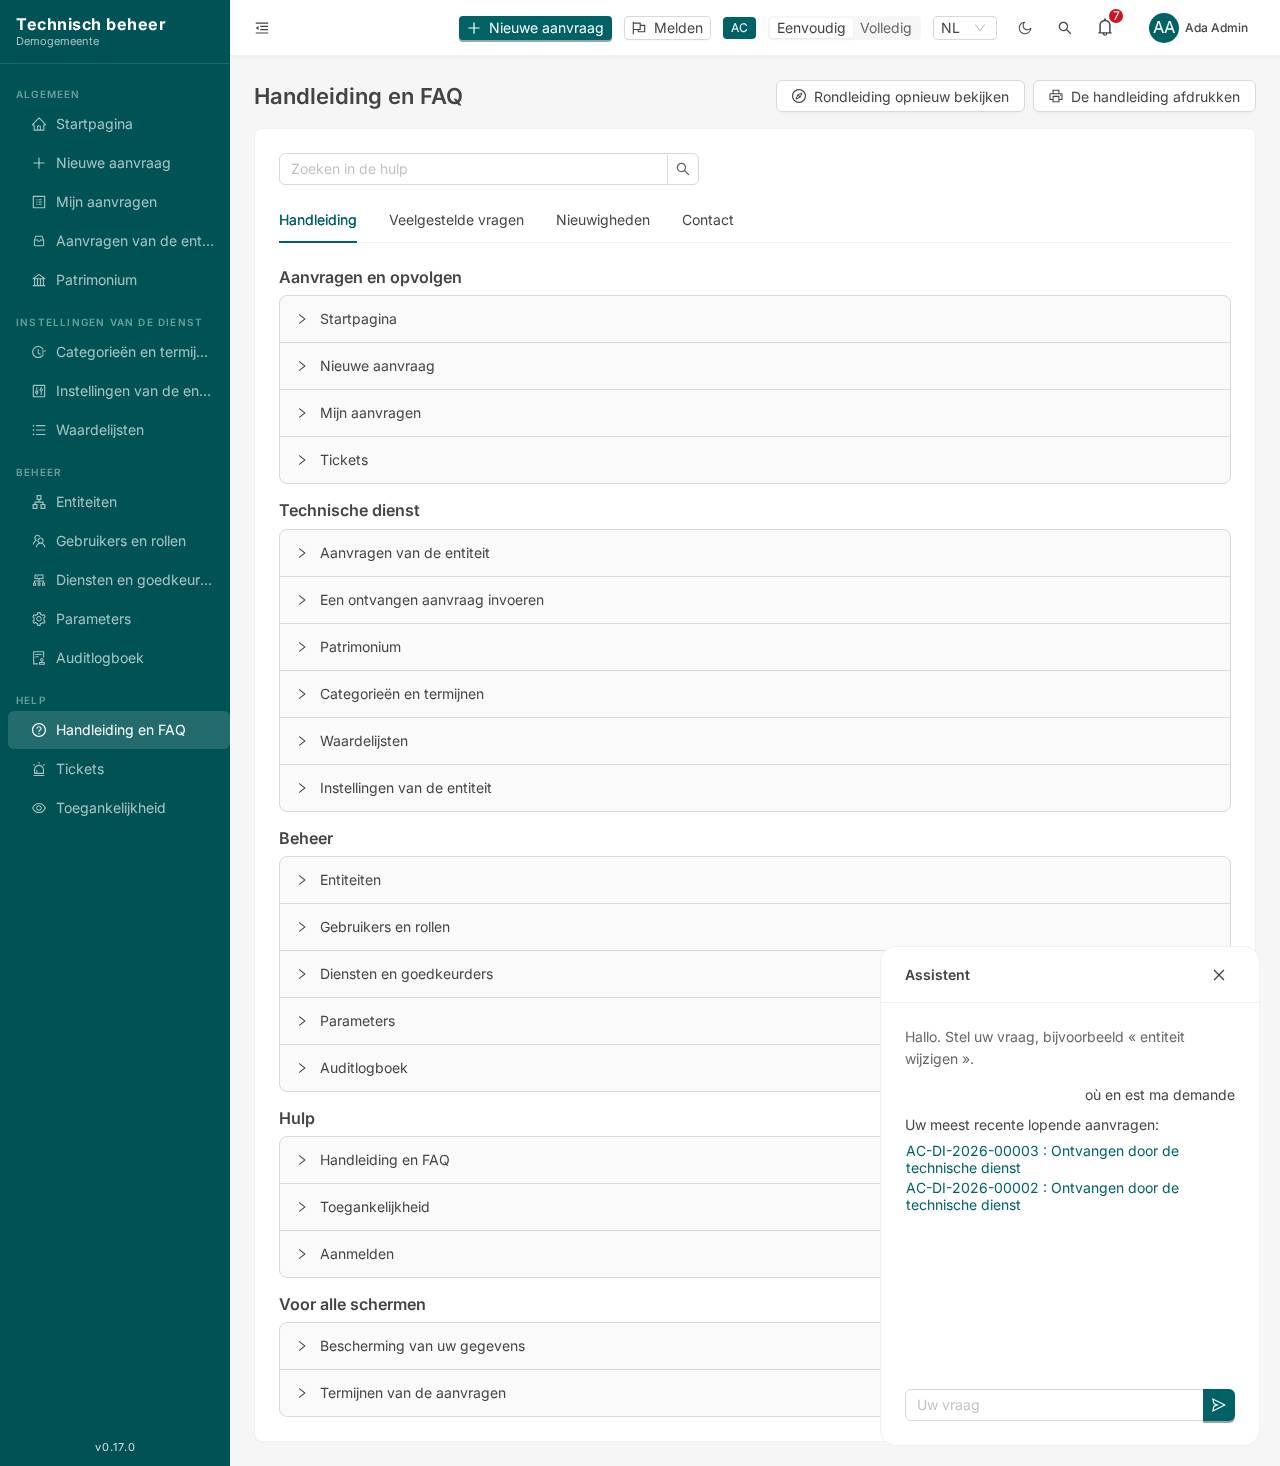 Technisch beheer
Demogemeente
ALGEMEEN
Startpagina
Nieuwe aanvraag
Mijn aanvragen
Aanvragen van de ent...
Patrimonium
INSTELLINGEN VAN DE DIENST
Categorieën en termij...
Instellingen van de en...
Waardelijsten
BEHEER
Entiteiten
Gebruikers en rollen
Diensten en goedkeur...
Parameters
Auditlogboek
HELP
Handleiding en FAQ
Tickets
Toegankelijkheid
v0.17.0
Nieuwe aanvraag Melden AC Eenvoudig Volledig NL 7 AA Ada Admin
Handleiding en FAQ
Rondleiding opnieuw bekijken De handleiding afdrukken
Zoeken in de hulp
Handleiding Veelgestelde vragen Nieuwigheden Contact
Aanvragen en opvolgen
Startpagina
Nieuwe aanvraag
Mijn aanvragen
Tickets
Technische dienst
Aanvragen van de entiteit
Een ontvangen aanvraag invoeren
Patrimonium
Categorieën en termijnen
Waardelijsten
Instellingen van de entiteit
Beheer
Entiteiten
Gebruikers en rollen
Diensten en goedkeurders
Parameters
Auditlogboek
Hulp
Handleiding en FAQ
Toegankelijkheid
Aanmelden
Voor alle schermen
Bescherming van uw gegevens
Termijnen van de aanvragen
Assistent
Hallo. Stel uw vraag, bijvoorbeeld « entiteit
wijzigen ».
où en est ma demande
Uw meest recente lopende aanvragen:
AC-DI-2026-00003 : Ontvangen door de
technische dienst
AC-DI-2026-00002 : Ontvangen door de
technische dienst
Uw vraag